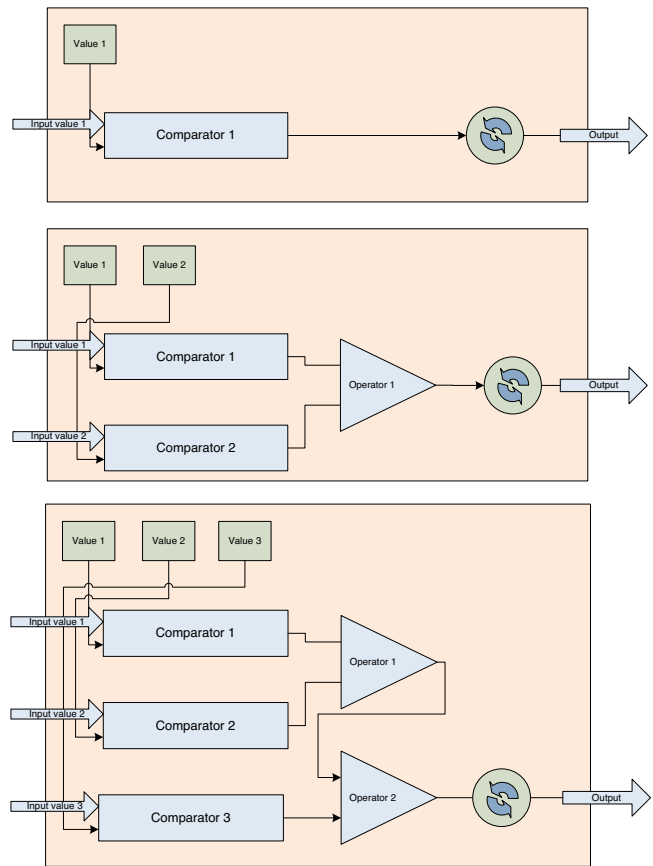 Value 1
Input value 1
Comparator 1
Output
Value 1
Value 2
Input value 1
Comparator 1
Operator 1
Output
Input value 2
Comparator 2
Value 1
Value 2
Value 3
Input value 1
Comparator 1
Operator 1
Input value 2
Comparator 2
Input value 3
Comparator 3
Operator 2
Output